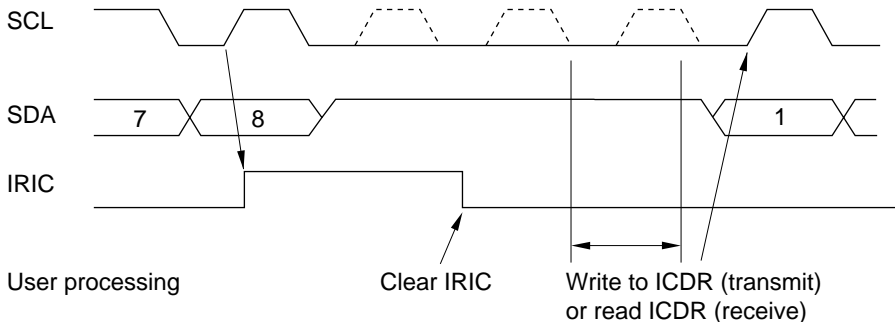 SCL
SDA
7 8 1
IRIC
User processing Clear IRIC Write to ICDR (transmit)
or read ICDR (receive)